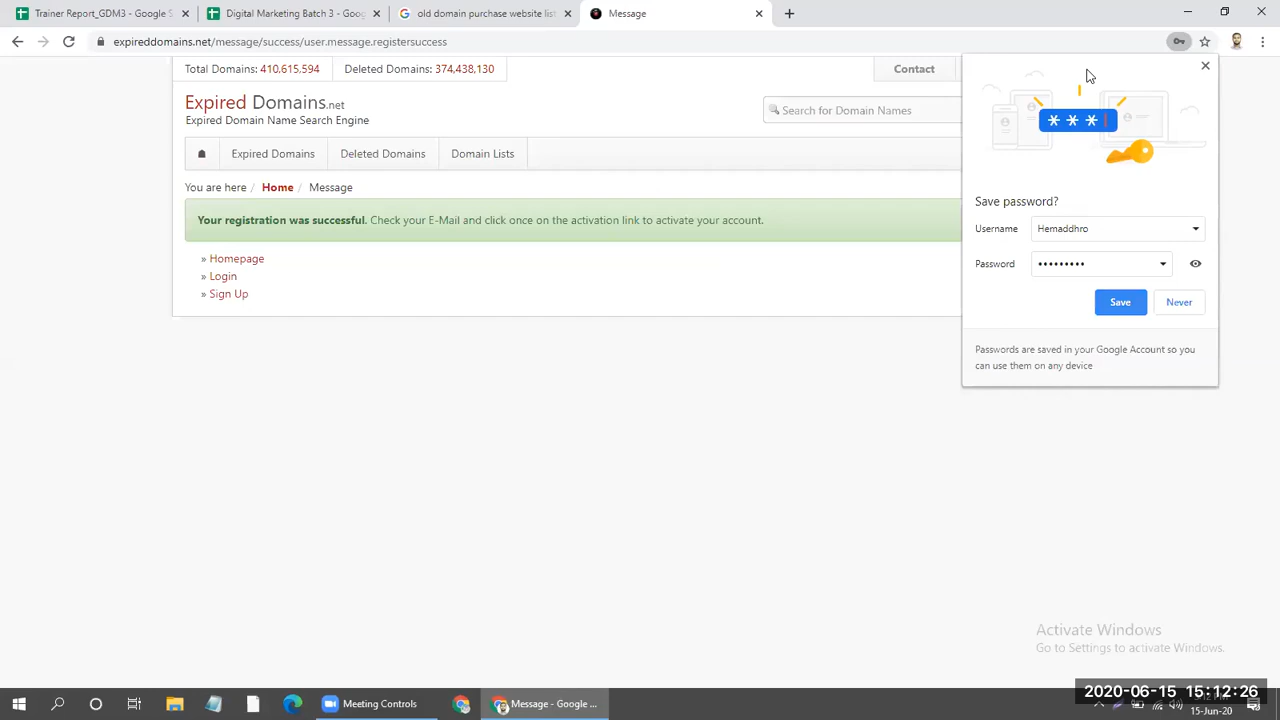 Trainer_Report_GDM3 - Google S
Digital Marketing Batch 3 - Goog
old domain purchase website list
Message
expireddomains.net/message/success/user.message.registersuccess
Total Domains: 410,615,594
Deleted Domains: 374,438,130
Contact
Expired Domains.net
Expired Domain Name Search Engine
Search for Domain Names
Expired Domains
Deleted Domains
Domain Lists
You are here / Home / Message
Your registration was successful. Check your E-Mail and click once on the activation link to activate your account.
» Homepage
» Login
» Sign Up
* * *
Save password?
Username
Hernaddhro
Password
•••••••••
Save
Never
Passwords are saved in your Google Account so you
can use them on any device
Activate Windows
Go to Settings to activate Windows.
Meeting Controls
Message - Google ...
2020-06-15 15:12:26
15-Jun-20